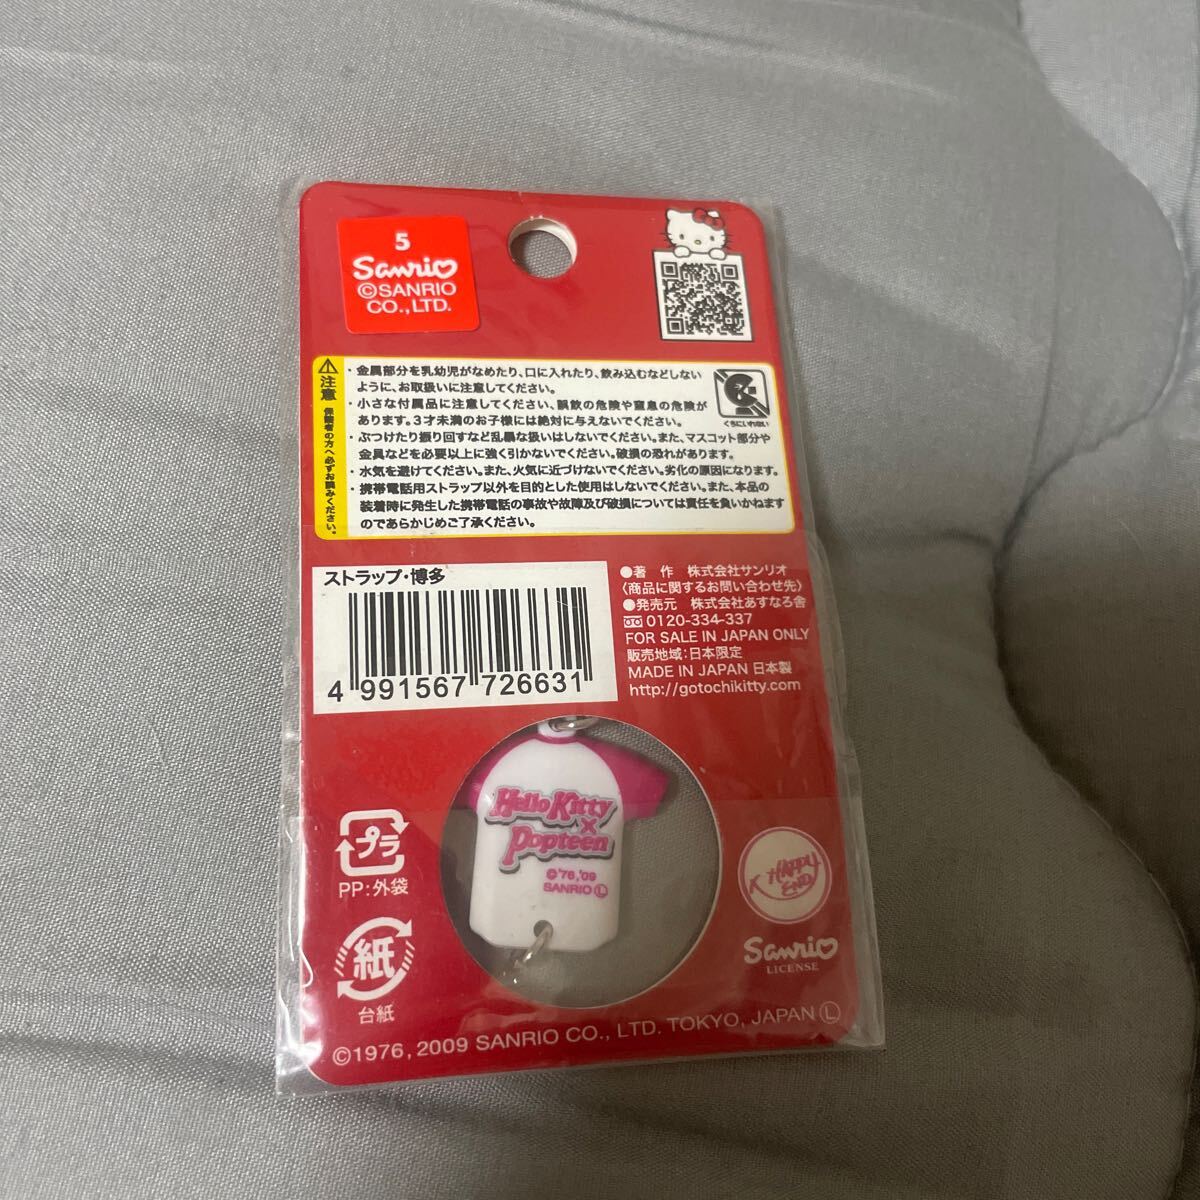 5
Sanrio
©SANRIO
CO.,LTD.
注意
保護者の方へ必ずお読みください。
・金属部分を乳幼児がなめたり、口に入れたり、飲み込むなどしない
ように、お取扱いに注意してください。
・小さな付属品に注意してください、誤飲の危険や窒息の危険が
あります。3才未満のお子様には絶対に与えないでください。
・ぶつけたり振り回すなど乱暴な扱いはしないでください。また、マスコット部分や
金具などを必要以上に強く引かないでください。破損の恐れがあります。
・水気を避けてください。また、火気に近づけないでください。劣化の原因になります。
・携帯電話用ストラップ以外を目的とした使用はしないでください。また、本品の
装着時に発生した携帯電話の事故や故障及び破損については責任を負いかねます
のであらかじめご了承ください。
くちにいれない
ストラップ・博多
4 991567 726631
●著 作 株式会社サンリオ
〈商品に関するお問い合わせ先〉
●発売元 株式会社あすなろ舎
0120-334-337
FOR SALE IN JAPAN ONLY
販売地域:日本限定
MADE IN JAPAN 日本製
http://gotochikitty.com
Hello Kitty
×
Popteen
©'76,'09
SANRIO Ⓛ
プラ
PP:外袋
紙
台紙
HAPPY
END
Sanrio
LICENSE
©1976, 2009 SANRIO CO., LTD. TOKYO, JAPAN Ⓛ